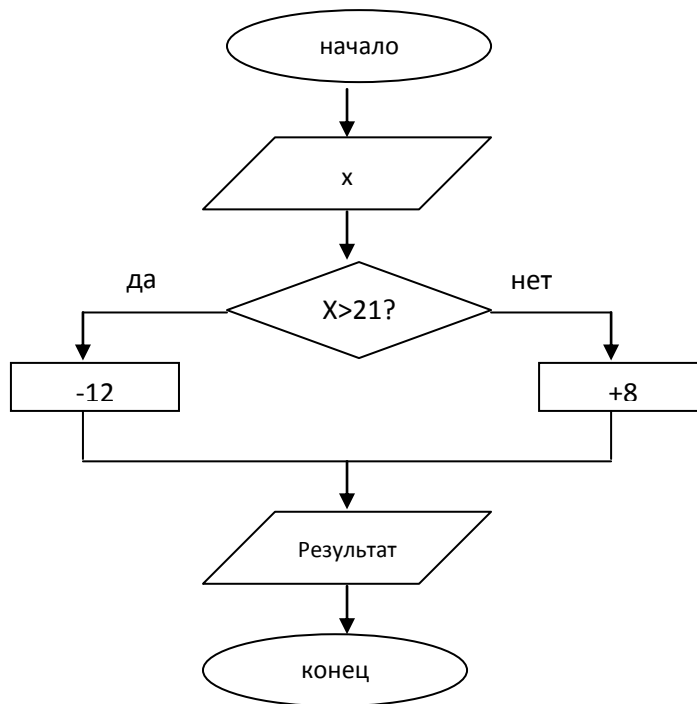 начало
x
да
нет
X>21?
-12
+8
Результат
конец